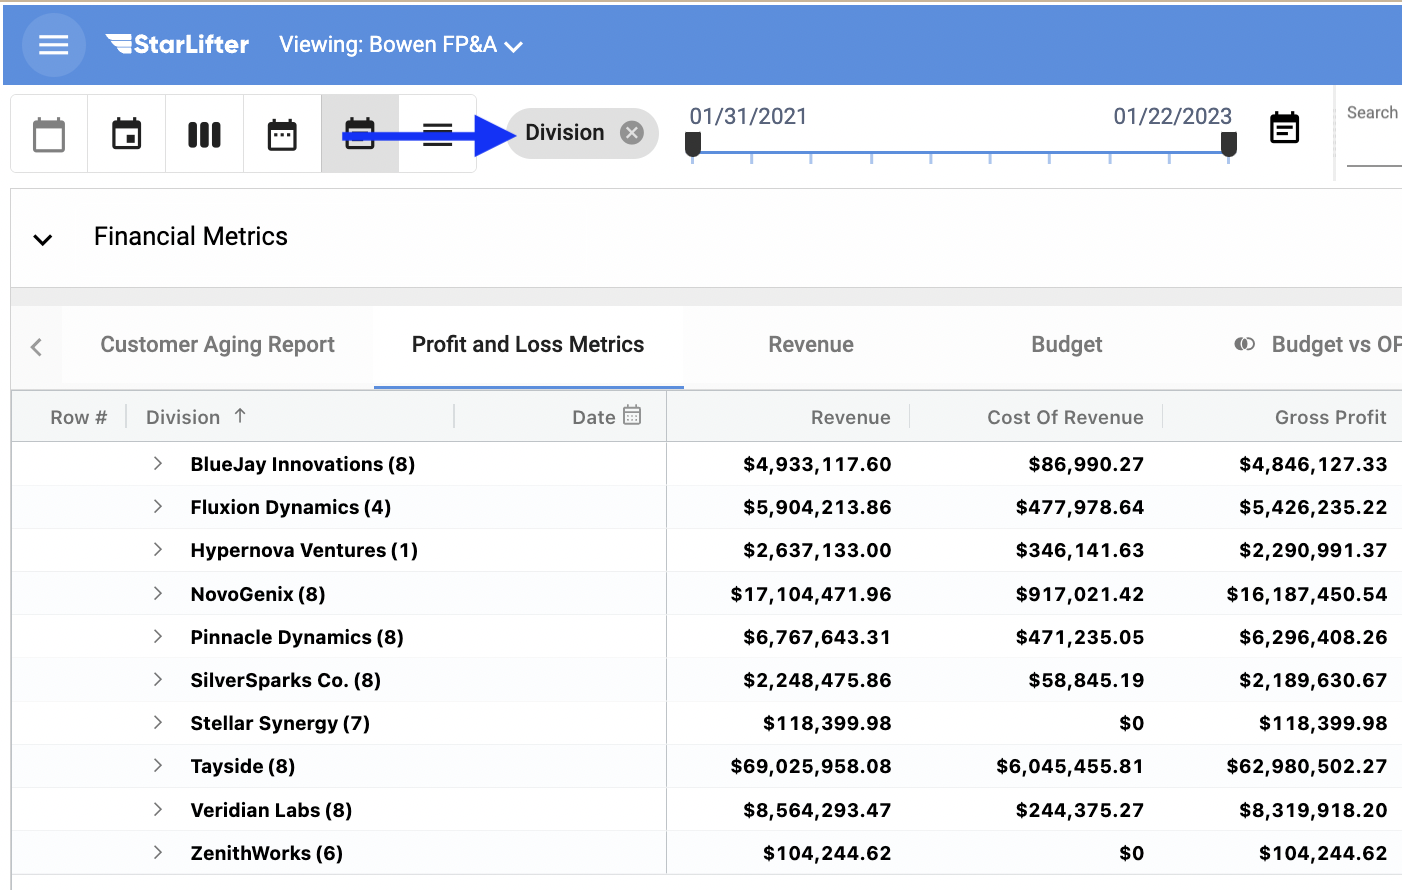 StarLifter Viewing: Bowen FP&A
Division 01/31/2021 01/22/2023 Search
Financial Metrics
Customer Aging Report Profit and Loss Metrics Revenue Budget Budget vs OP
Row # Division Date Revenue Cost Of Revenue Gross Profit
BlueJay Innovations (8) $4,933,117.60 $86,990.27 $4,846,127.33
Fluxion Dynamics (4) $5,904,213.86 $477,978.64 $5,426,235.22
Hypernova Ventures (1) $2,637,133.00 $346,141.63 $2,290,991.37
NovoGenix (8) $17,104,471.96 $917,021.42 $16,187,450.54
Pinnacle Dynamics (8) $6,767,643.31 $471,235.05 $6,296,408.26
SilverSparks Co. (8) $2,248,475.86 $58,845.19 $2,189,630.67
Stellar Synergy (7) $118,399.98 $0 $118,399.98
Tayside (8) $69,025,958.08 $6,045,455.81 $62,980,502.27
Veridian Labs (8) $8,564,293.47 $244,375.27 $8,319,918.20
ZenithWorks (6) $104,244.62 $0 $104,244.62